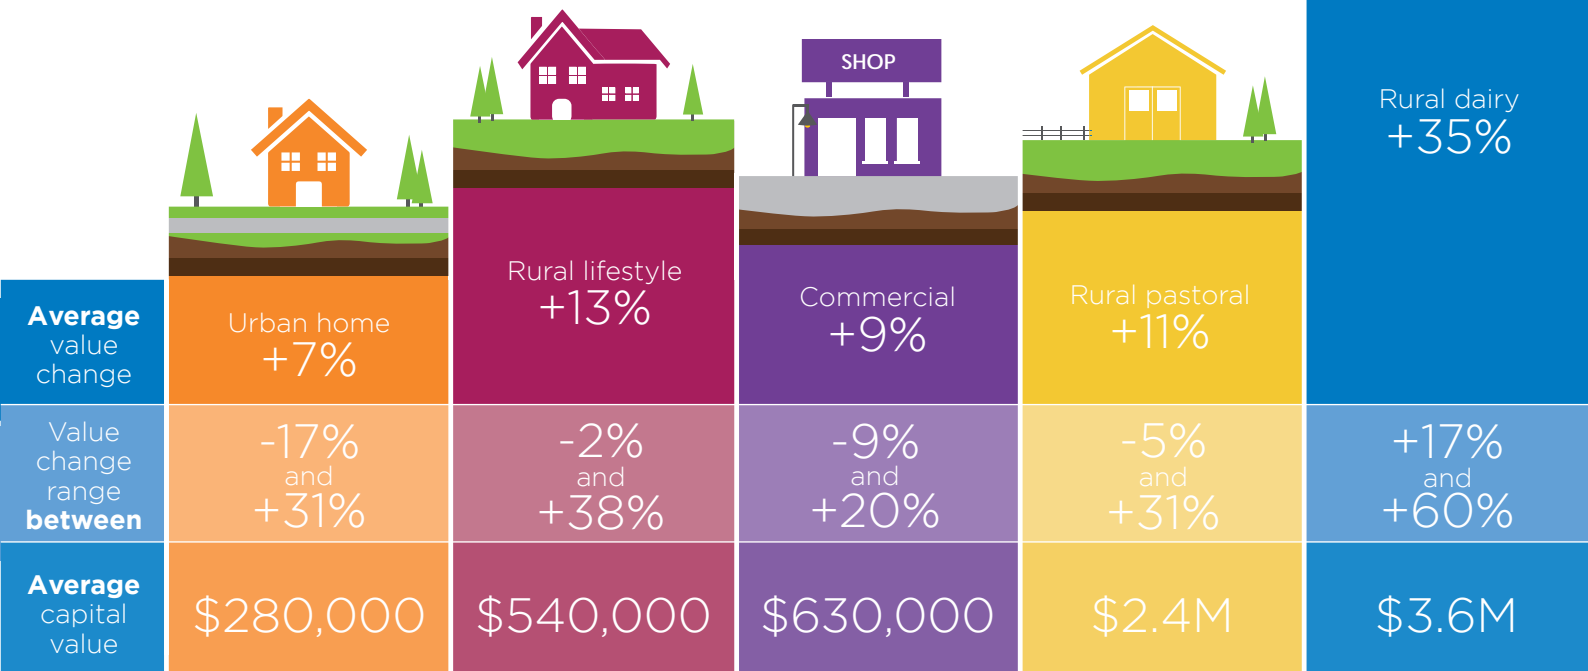 SHOP
Rural dairy
+35%
Rural lifestyle
+13%
Commercial
+9%
Rural pastoral
+11%
Urban home
+7%
Average
value
change
Value
change
range
between
-17%
and
+31%
-2%
and
+38%
-9%
and
+20%
-5%
and
+31%
+17%
and
+60%
Average
capital
value
$280,000
$540,000
$630,000
$2.4M
$3.6M